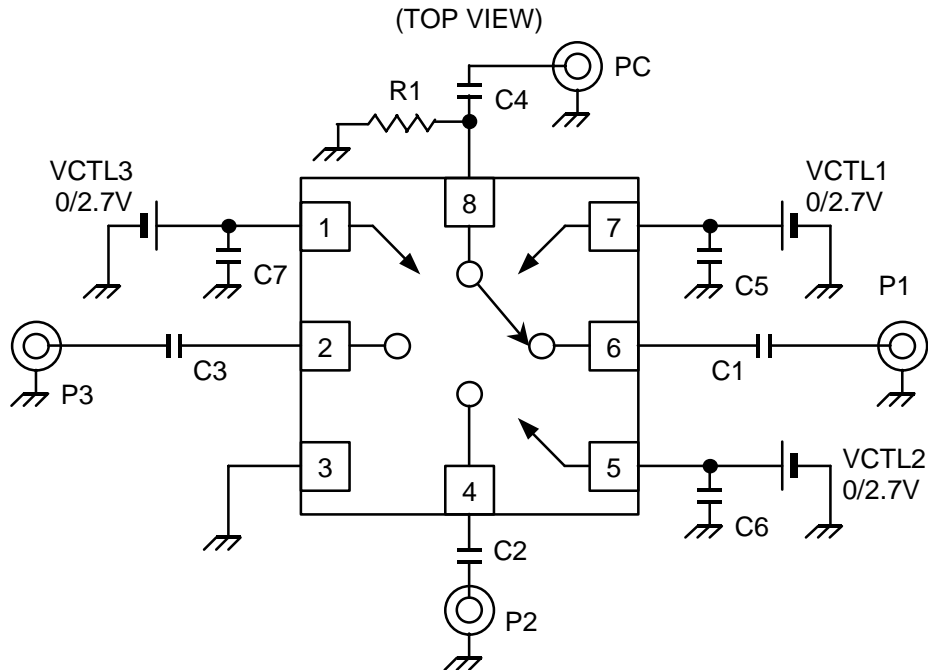 (TOP VIEW)
PC
R1
C4
VCTL3
0/2.7V
VCTL1
0/2.7V
8
1
7
C7
C5
P1
2
6
C3
C1
P3
3
4
5
VCTL2
0/2.7V
C6
C2
P2